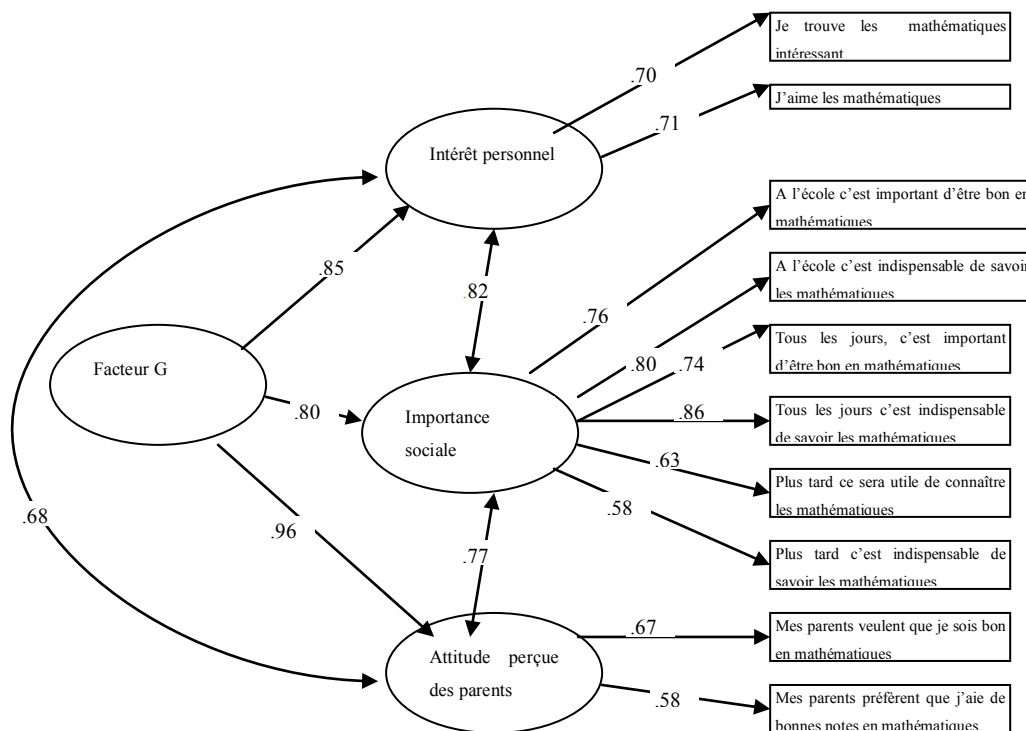 Je trouve les mathématiques
intéressant
.70
J'aime les mathématiques
.71
Intérêt personnel
A l'école c'est important d'être bon en
mathématiques
.85
.82
.76
A l'école c'est indispensable de savoir
les mathématiques
Facteur G
.80
.74
Tous les jours, c'est important
d'être bon en mathématiques
.80
Importance
sociale
.86
Tous les jours c'est indispensable
de savoir les mathématiques
.63
Plus tard ce sera utile de connaître
les mathématiques
.68
.96
.58
.77
Plus tard c'est indispensable de
savoir les mathématiques
.67
Mes parents veulent que je sois bon
en mathématiques
Attitude perçue
des parents
.58
Mes parents préfèrent que j'aie de
bonnes notes en mathématiques